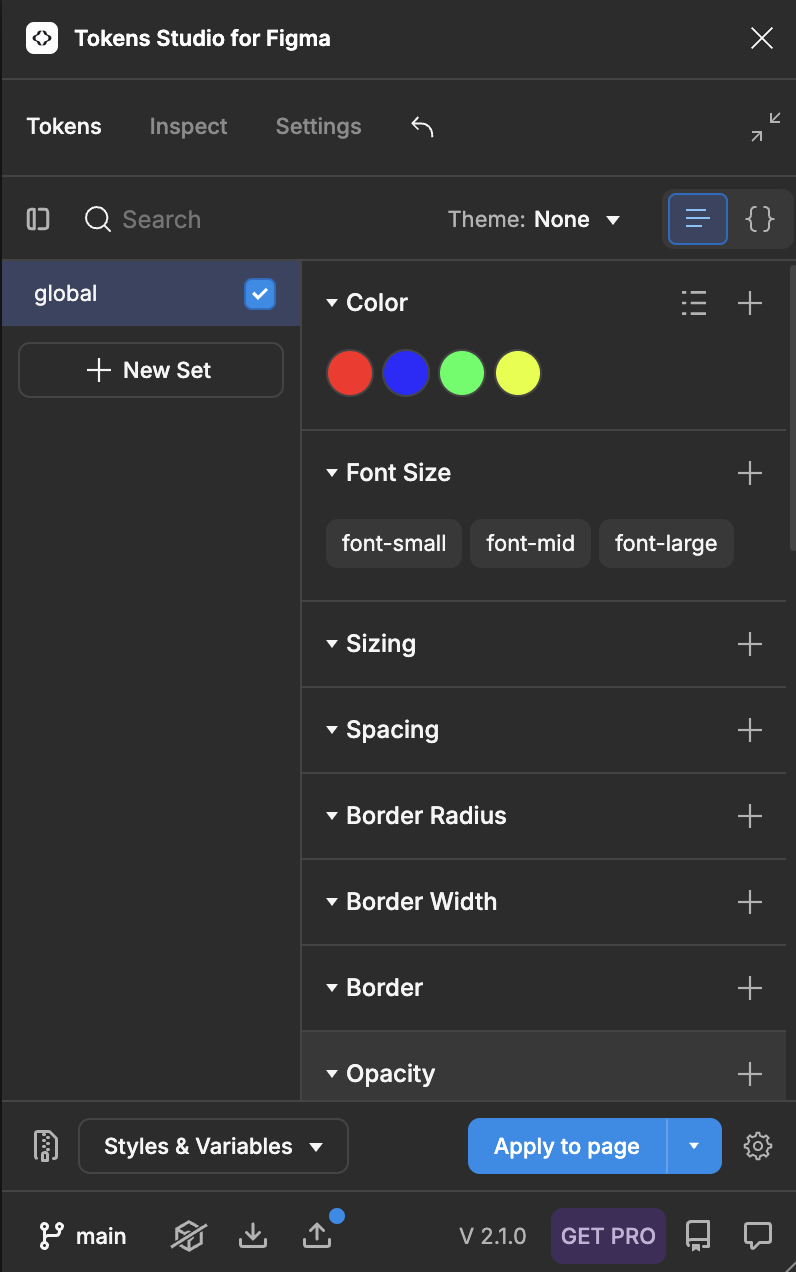 Tokens Studio for Figma
Tokens Inspect Settings
Search Theme: None
global
New Set
Color
Font Size
font-small font-mid font-large
Sizing
Spacing
Border Radius
Border Width
Border
Opacity
Styles & Variables Apply to page
main V 2.1.0 GET PRO